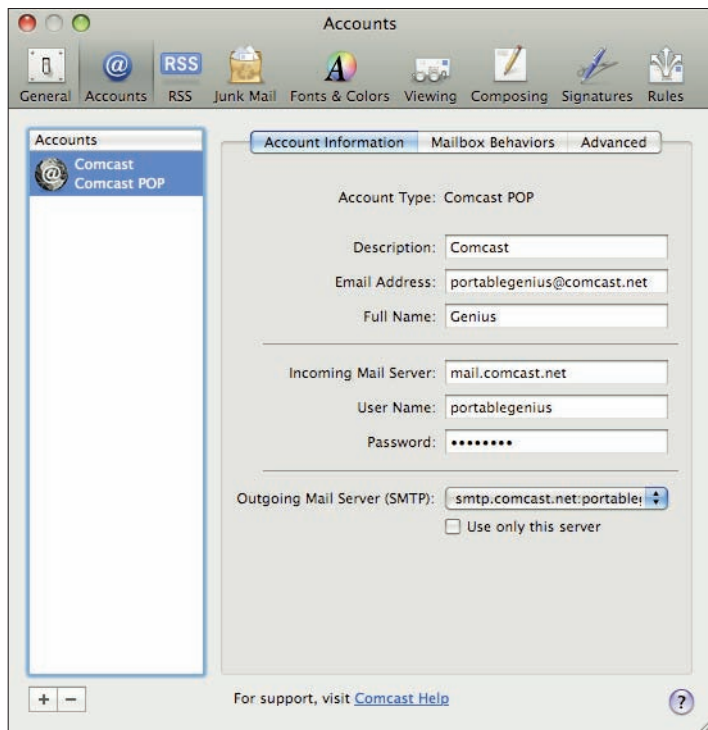 Accounts
General Accounts RSS Junk Mail Fonts & Colors Viewing Composing Signatures Rules
RSS
Accounts
Comcast
Comcast POP
Account Information Mailbox Behaviors Advanced
Account Type: Comcast POP
Description: Comcast
Email Address: portablegenius@comcast.net
Full Name: Genius
Incoming Mail Server: mail.comcast.net
User Name: portablegenius
Password: ••••••••
Outgoing Mail Server (SMTP): smtp.comcast.net:portable
Use only this server
For support, visit Comcast Help